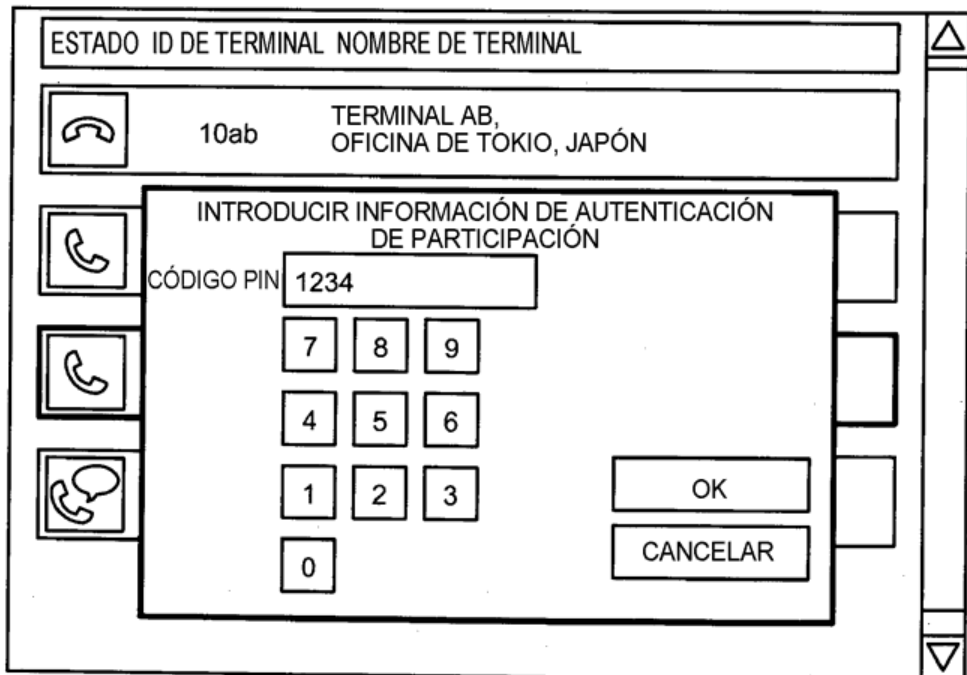 ESTADO ID DE TERMINAL NOMBRE DE TERMINAL
10ab TERMINAL AB,
OFICINA DE TOKIO, JAPÓN
INTRODUCIR INFORMACIÓN DE AUTENTICACIÓN
DE PARTICIPACIÓN
CÓDIGO PIN 1234
7 8 9
4 5 6
1 2 3
OK
0
CANCELAR